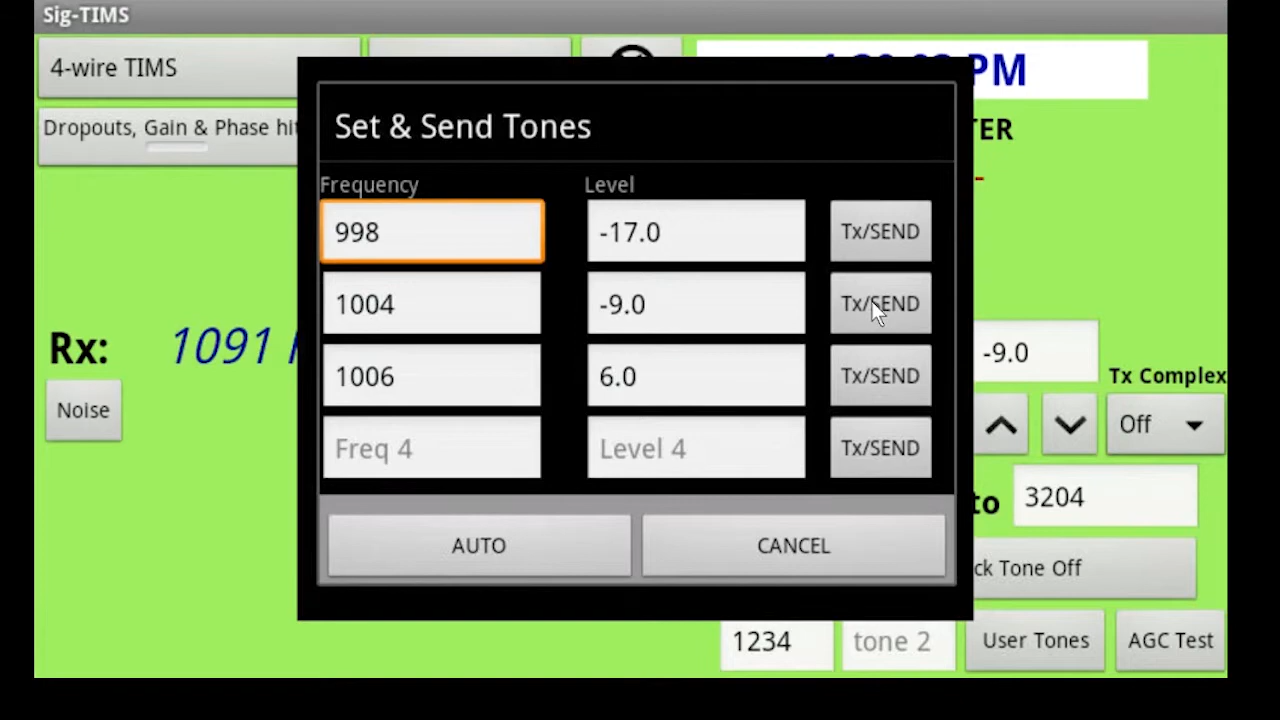 Sig-TIMS
4-wire TIMS
PM
Dropouts, Gain & Phase hit
TER
Set & Send Tones
Frequency Level
998 -17.0 Tx/SEND
1004 -9.0 Tx/SEND
1006 6.0 Tx/SEND
Freq 4 Level 4 Tx/SEND
AUTO CANCEL
Rx: 1091
Noise
-9.0
Tx Complex
Off
to 3204
ck Tone Off
1234 tone 2 User Tones AGC Test